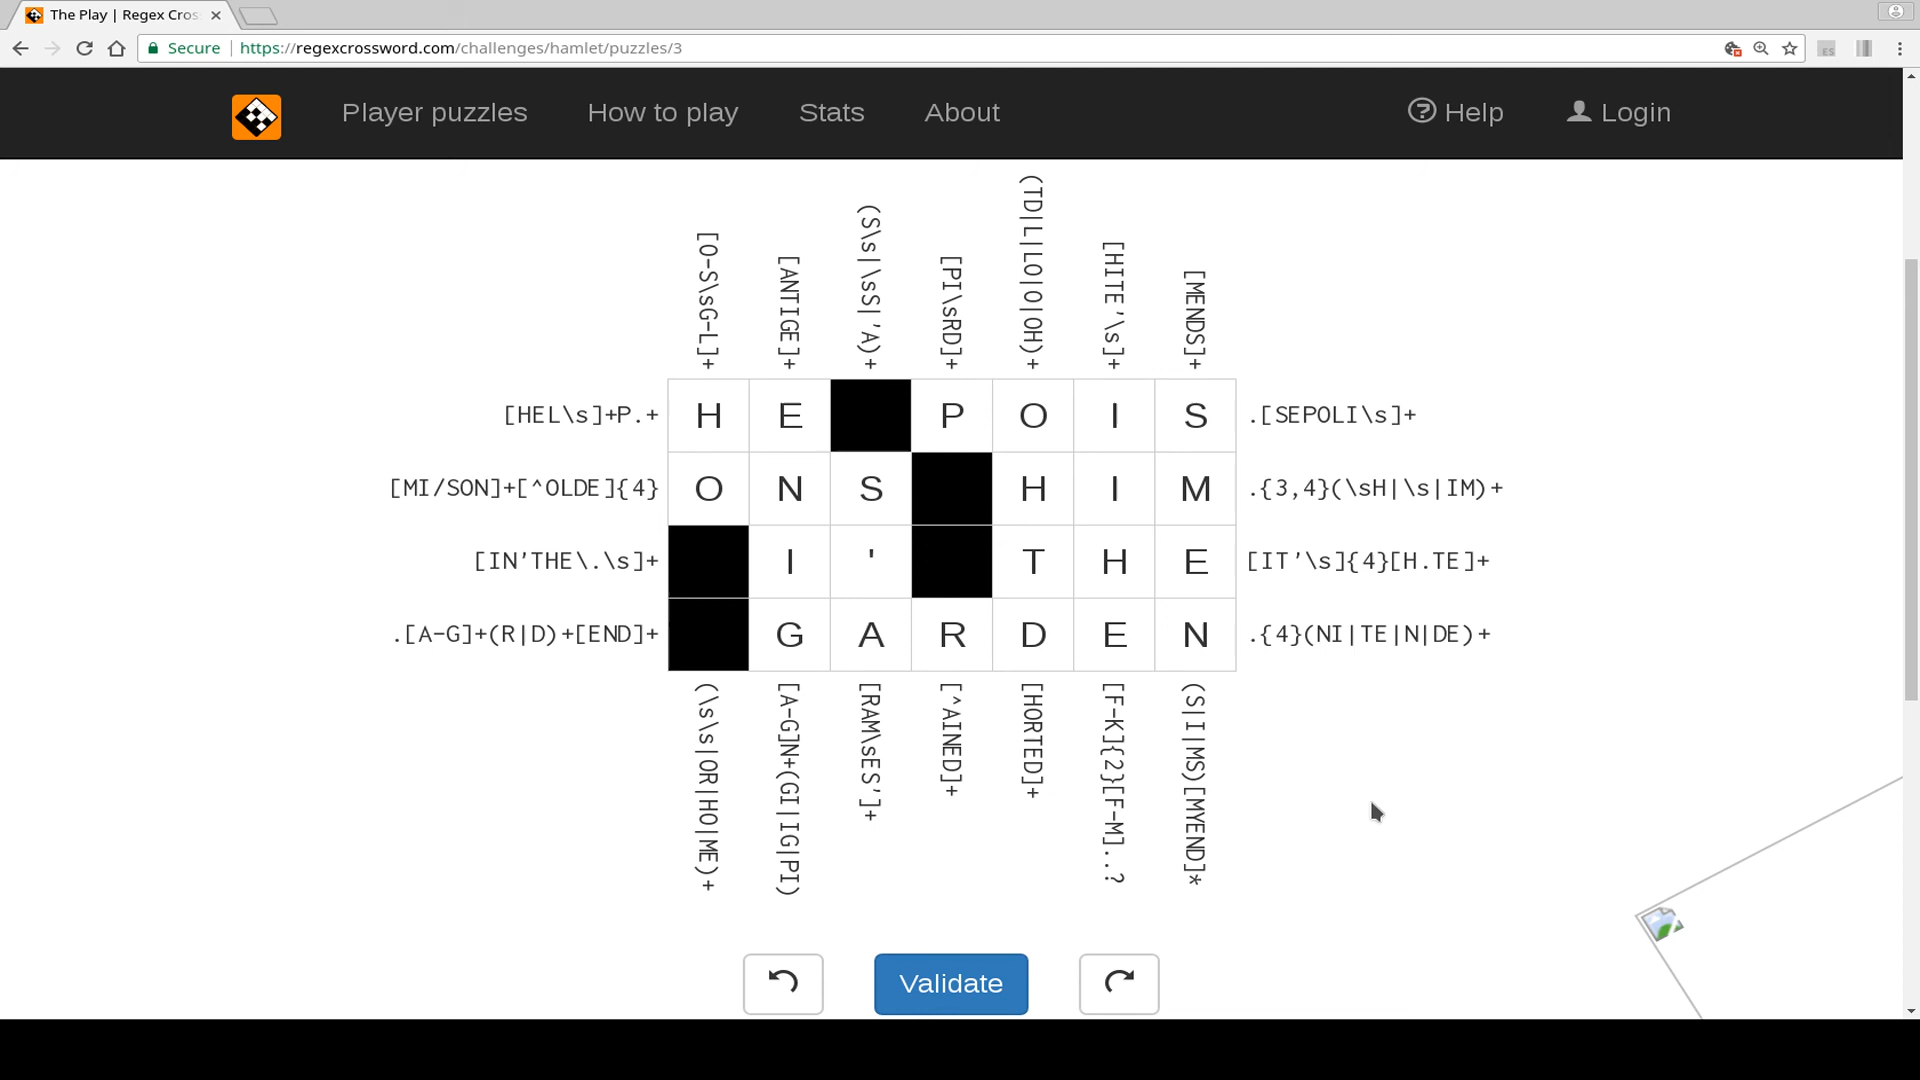 The Play | Regex Cros
Secure https://regexcrossword.com/challenges/hamlet/puzzles/3
ES
Player puzzles How to play Stats About Help Login
[O-S\sG-L]+ [ANTIGE]+ (S\s|\sS|'A)+ [PI\sRD]+ (TD|L|LO|O|OH)+ [HITE'\s]+ [MENDS]+
[HEL\s]+P.+ H E P O I S .[SEPOLI\s]+
[MI/SON]+[^OLDE]{4} O N S H I M .{3,4}(\sH|\s|IM)+
[IN'THE\.\s]+ I ' T H E [IT'\s]{4}[H.TE]+
.[A-G]+(R|D)+[END]+ G A R D E N .{4}(NI|TE|N|DE)+
(\s\s|OR|HO|ME)+ [A-G]N+(GI|IG|PI) [RAM\sES']+ [^AINED]+ [HORTED]+ [F-K]{2}[F-M]..? (S|I|MS)[MYEND]*
Validate